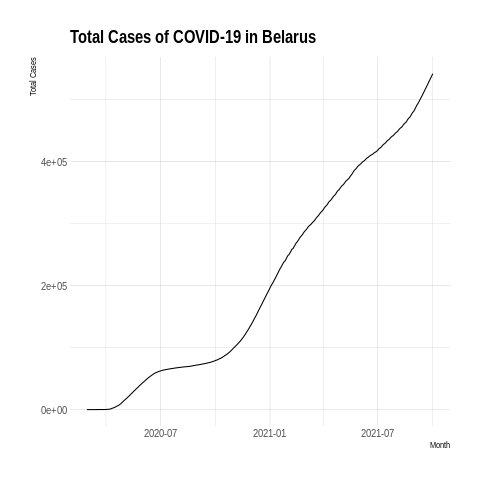 Total Cases of COVID-19 in Belarus
Total Cases
4e+05
2e+05
0e+00
2020-07 2021-01 2021-07
Month